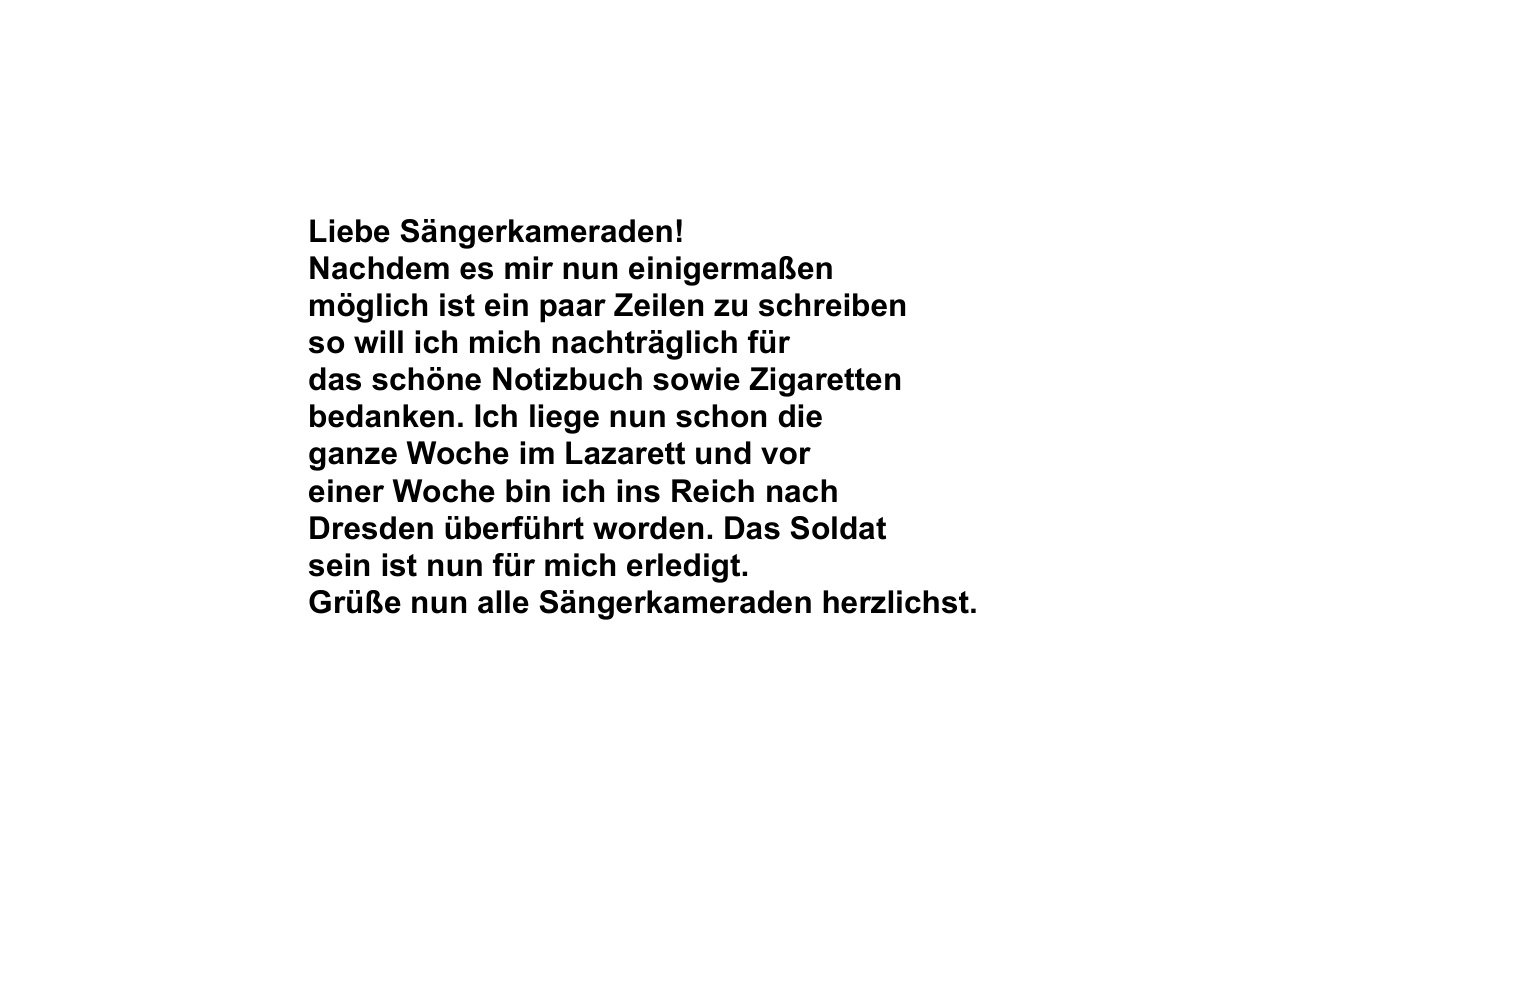 Liebe Sängerkameraden!
Nachdem es mir nun einigermaßen
möglich ist ein paar Zeilen zu schreiben
so will ich mich nachträglich für
das schöne Notizbuch sowie Zigaretten
bedanken. Ich liege nun schon die
ganze Woche im Lazarett und vor
einer Woche bin ich ins Reich nach
Dresden überführt worden. Das Soldat
sein ist nun für mich erledigt.
Grüße nun alle Sängerkameraden herzlichst.